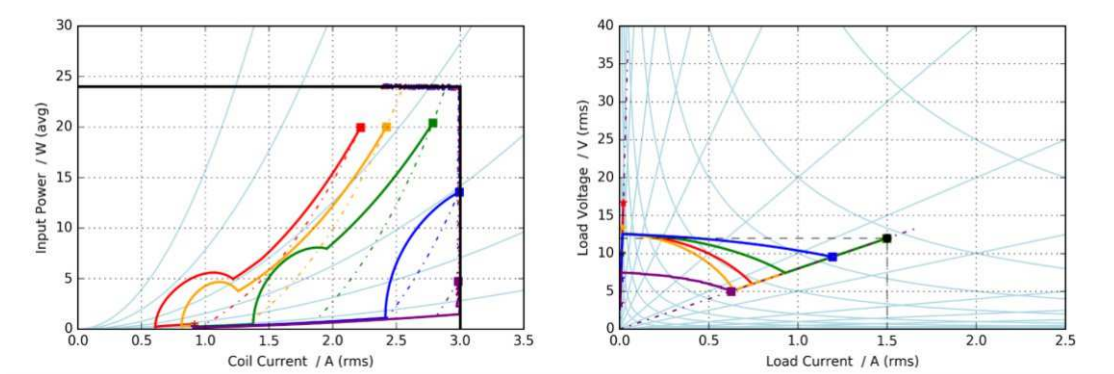 30
25
20
15
10
5
0
Input Power / W (avg)
0.0 0.5 1.0 1.5 2.0 2.5 3.0 3.5
Coil Current / A (rms)
40
35
30
25
20
15
10
5
0
Load Voltage / V (rms)
0.0 0.5 1.0 1.5 2.0 2.5
Load Current / A (rms)